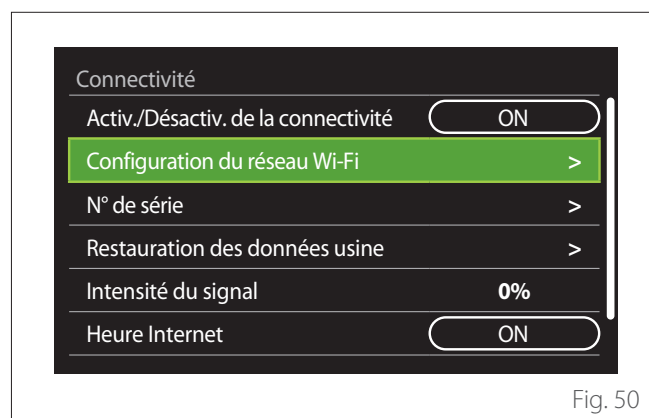 Connectivité
Activ./Désactiv. de la connectivité ON
Configuration du réseau Wi-Fi >
N° de série >
Restauration des données usine >
Intensité du signal 0%
Heure Internet ON
Fig. 50